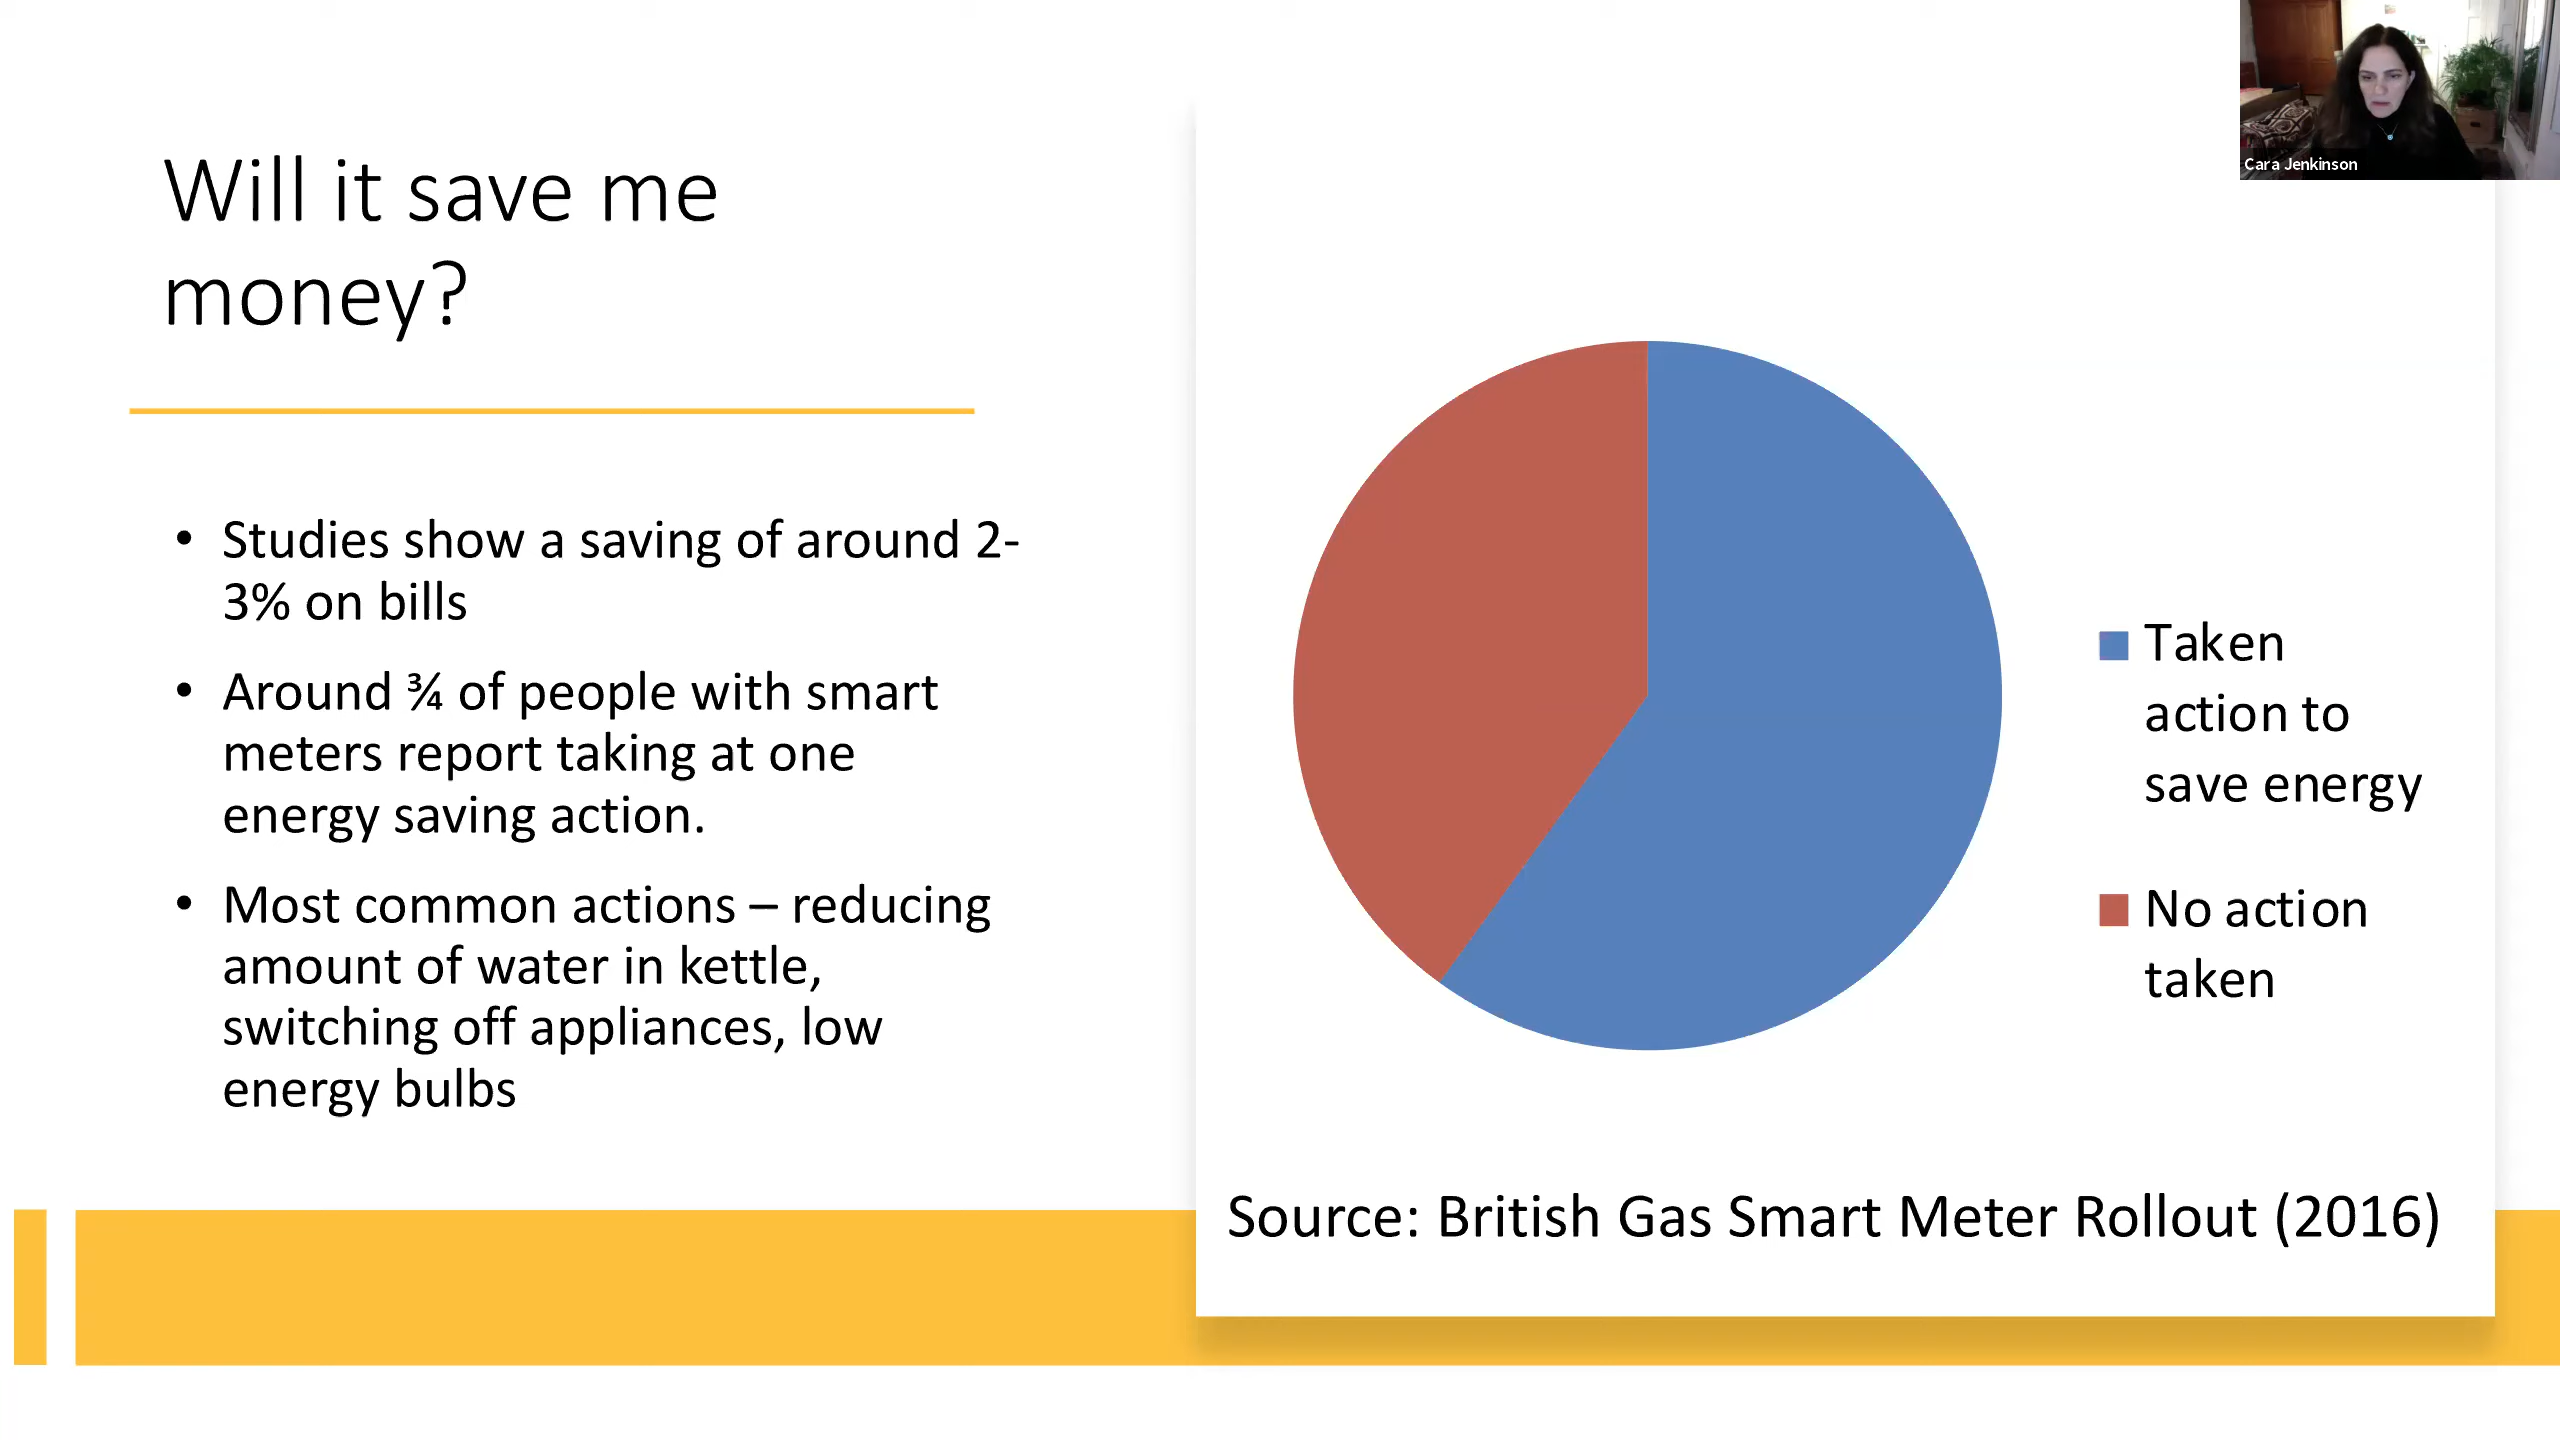 Cara Jenkinson
Will it save me
money?
• Studies show a saving of around 2-
3% on bills
• Around ¾ of people with smart
meters report taking at one
energy saving action.
• Most common actions – reducing
amount of water in kettle,
switching off appliances, low
energy bulbs
Taken
action to
save energy
No action
taken
Source: British Gas Smart Meter Rollout (2016)